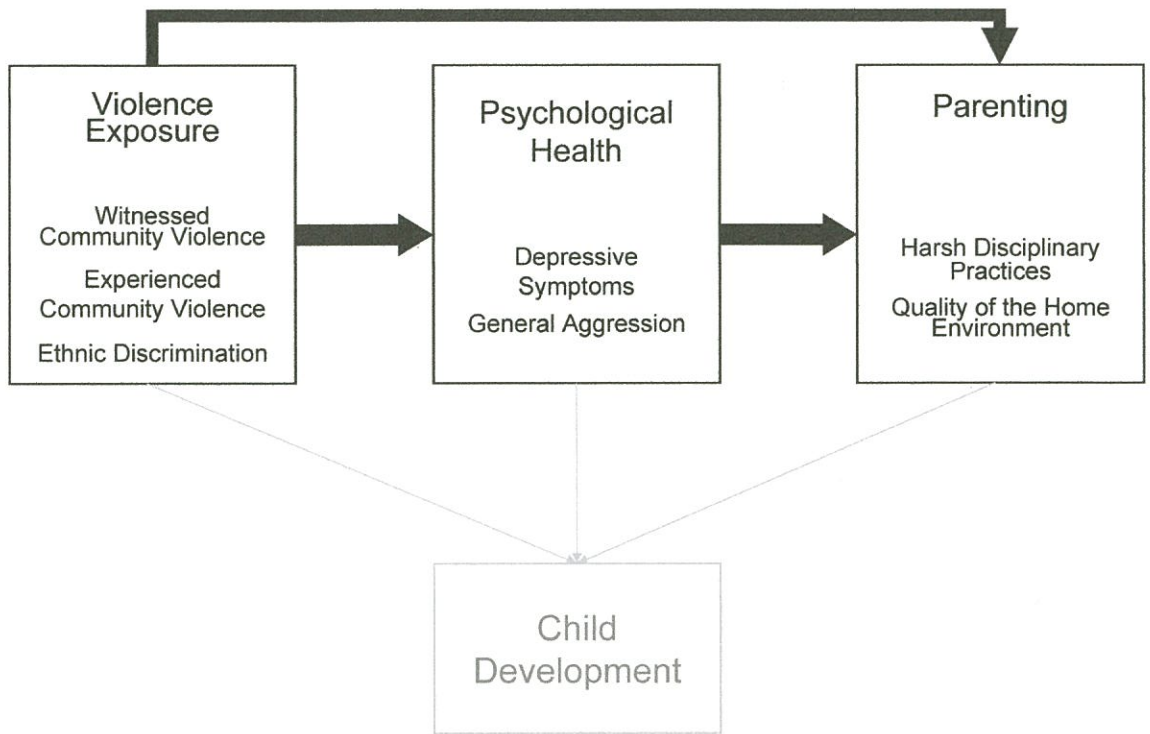 Violence
Exposure
Witnessed
Community Violence
Experienced
Community Violence
Ethnic Discrimination
Psychological
Health
Depressive
Symptoms
General Aggression
Parenting
Harsh Disciplinary
Practices
Quality of the Home
Environment
Child
Development